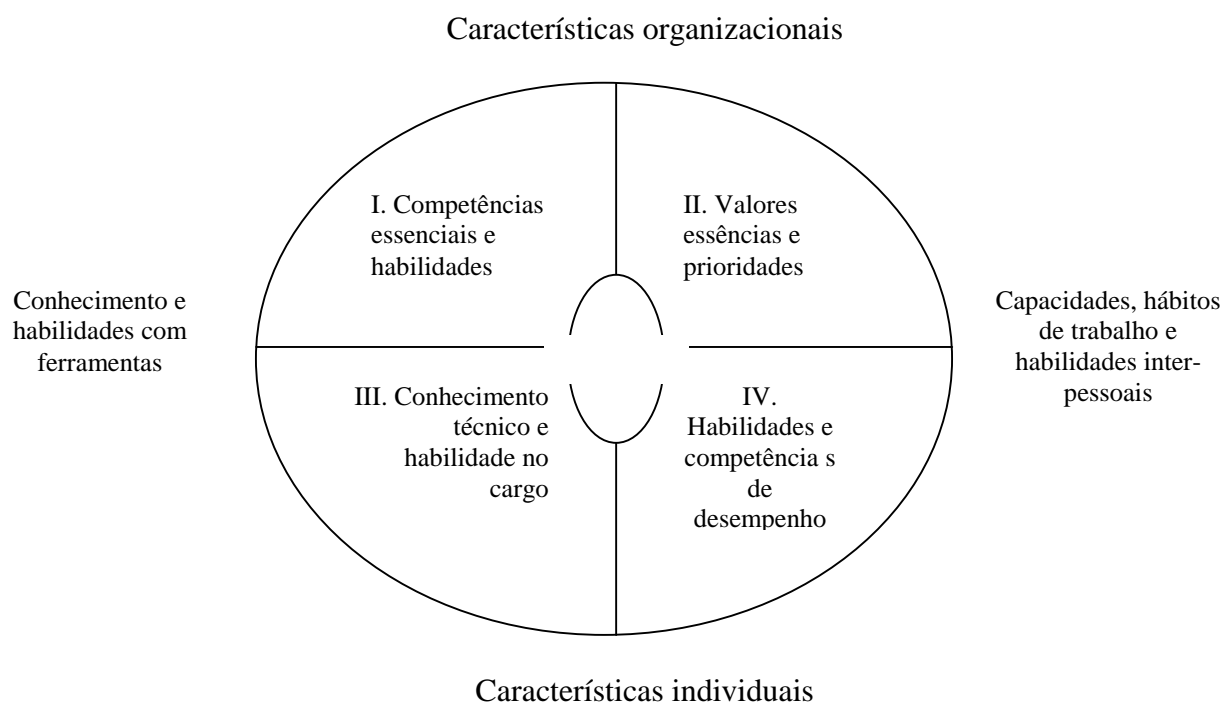 Características organizacionais
I. Competências
essenciais e
habilidades
II. Valores
essências e
prioridades
Conhecimento e
habilidades com
ferramentas
Capacidades, hábitos
de trabalho e
habilidades inter-
pessoais
III. Conhecimento
técnico e
habilidade no
cargo
IV.
Habilidades e
competência s
de
desempenho
Características individuais